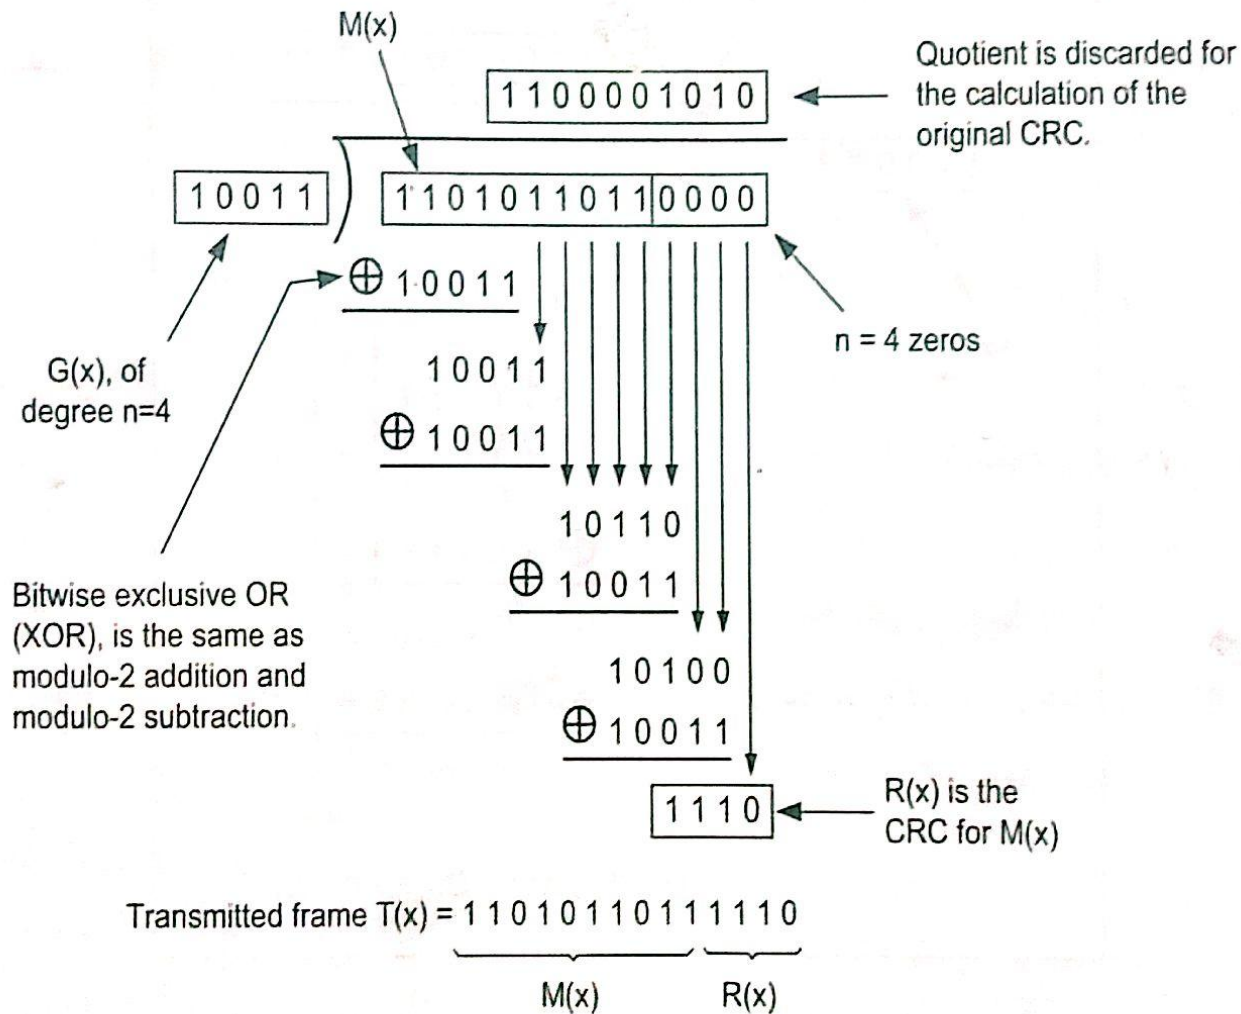 M(x)
Quotient is discarded for
the calculation of the
original CRC.
1100001010
10011
11010110110000
⊕ 10011
n = 4 zeros
G(x), of
degree n=4
10011
⊕ 10011
10110
⊕ 10011
Bitwise exclusive OR
(XOR), is the same as
modulo-2 addition and
modulo-2 subtraction.
10100
⊕ 10011
1110
R(x) is the
CRC for M(x)
Transmitted frame T(x) = 11010110111110
M(x) R(x)